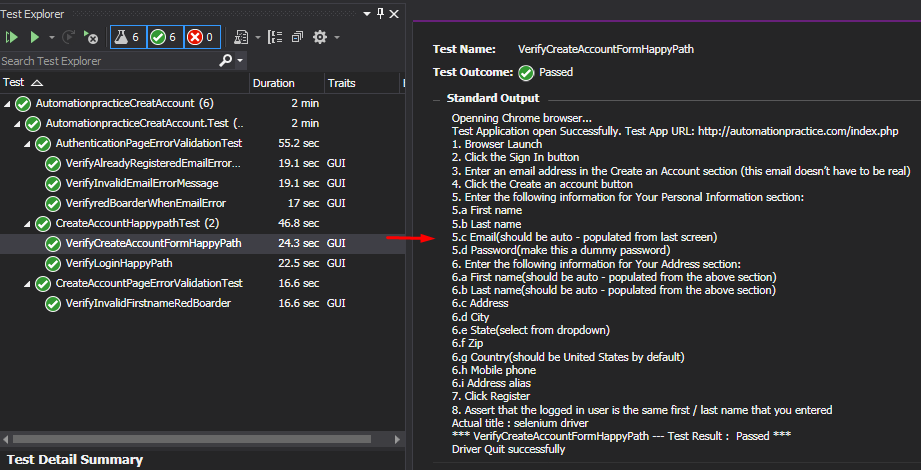 Test Explorer
6
6
0
Search Test Explorer
Test Duration Traits
AutomationpracticeCreatAccount (6) 2 min
AutomationpracticeCreatAccount.Test (.. 2 min
AuthenticationPageErrorValidationTest 55.2 sec
VerifyAlreadyRegisteredEmailError... 19.1 sec GUI
VerifyInvalidEmailErrorMessage 19.1 sec GUI
VerifyredBoarderWhenEmailError 17 sec GUI
CreateAccountHappypathTest (2) 46.8 sec
VerifyCreateAccountFormHappyPath 24.3 sec GUI
VerifyLoginHappyPath 22.5 sec GUI
CreateAccountPageErrorValidationTest 16.6 sec
VerifyInvalidFirstnameRedBoarder 16.6 sec GUI
Test Detail Summary
Test Name: VerifyCreateAccountFormHappyPath
Test Outcome: Passed
Standard Output
Openning Chrome browser...
Test Application open Successfully. Test App URL: http://automationpractice.com/index.php
1. Browser Launch
2. Click the Sign In button
3. Enter an email address in the Create an Account section (this email doesn't have to be real)
4. Click the Create an account button
5. Enter the following information for Your Personal Information section:
5.a First name
5.b Last name
5.c Email(should be auto - populated from last screen)
5.d Password(make this a dummy password)
6. Enter the following information for Your Address section:
6.a First name(should be auto - populated from the above section)
6.b Last name(should be auto - populated from the above section)
6.c Address
6.d City
6.e State(select from dropdown)
6.f Zip
6.g Country(should be United States by default)
6.h Mobile phone
6.i Address alias
7. Click Register
8. Assert that the logged in user is the same first / last name that you entered
Actual title : selenium driver
*** VerifyCreateAccountFormHappyPath --- Test Result : Passed ***
Driver Quit successfully